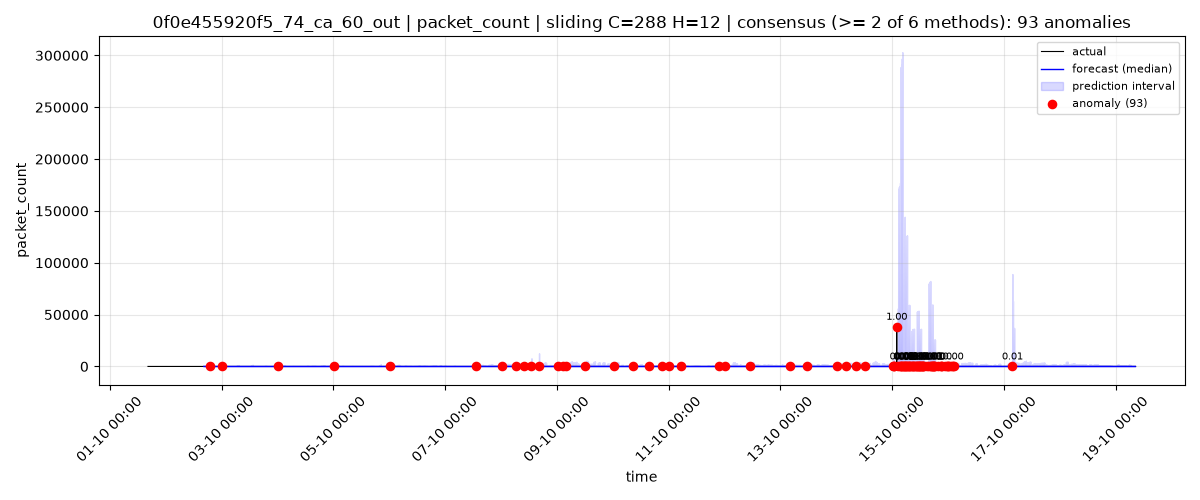 0f0e455920f5_74_ca_60_out | packet_count | sliding C=288 H=12 | consensus (>= 2 of 6 methods): 93 anomalies
packet_count
300000
250000
200000
150000
100000
50000
0
actual
forecast (median)
prediction interval
anomaly (93)
1.00
0.01
01-10 00:00
03-10 00:00
05-10 00:00
07-10 00:00
09-10 00:00
11-10 00:00
13-10 00:00
15-10 00:00
17-10 00:00
19-10 00:00
time